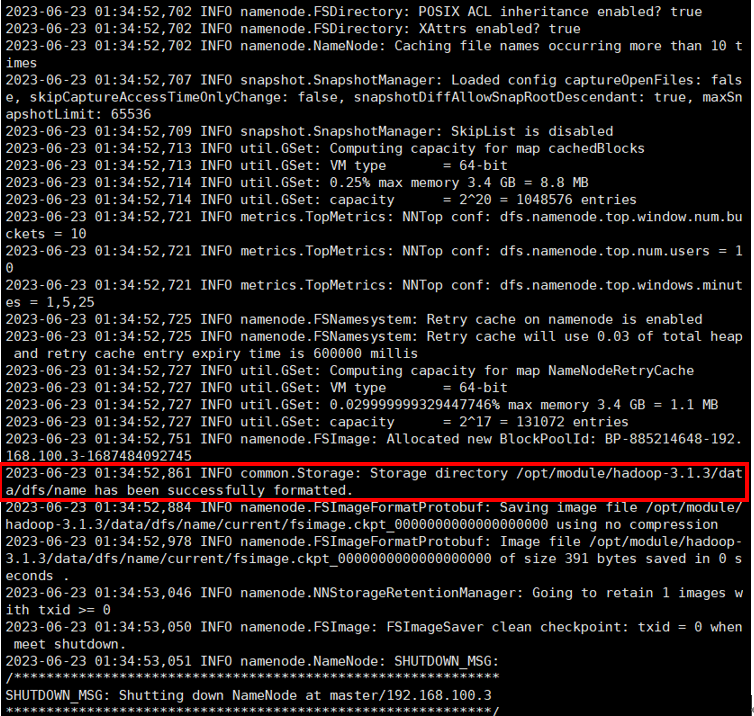 2023-06-23 01:34:52,702 INFO namenode.FSDirectory: POSIX ACL inheritance enabled? true
2023-06-23 01:34:52,702 INFO namenode.FSDirectory: XAttrs enabled? true
2023-06-23 01:34:52,702 INFO namenode.NameNode: Caching file names occurring more than 10 t
imes
2023-06-23 01:34:52,707 INFO snapshot.SnapshotManager: Loaded config captureOpenFiles: fals
e, skipCaptureAccessTimeOnlyChange: false, snapshotDiffAllowSnapRootDescendant: true, maxSn
apshotLimit: 65536
2023-06-23 01:34:52,709 INFO snapshot.SnapshotManager: SkipList is disabled
2023-06-23 01:34:52,713 INFO util.GSet: Computing capacity for map cachedBlocks
2023-06-23 01:34:52,713 INFO util.GSet: VM type       = 64-bit
2023-06-23 01:34:52,714 INFO util.GSet: 0.25% max memory 3.4 GB = 8.8 MB
2023-06-23 01:34:52,714 INFO util.GSet: capacity      = 2^20 = 1048576 entries
2023-06-23 01:34:52,721 INFO metrics.TopMetrics: NNTop conf: dfs.namenode.top.window.num.bu
ckets = 10
2023-06-23 01:34:52,721 INFO metrics.TopMetrics: NNTop conf: dfs.namenode.top.num.users = 1
0
2023-06-23 01:34:52,721 INFO metrics.TopMetrics: NNTop conf: dfs.namenode.top.windows.minut
es = 1,5,25
2023-06-23 01:34:52,725 INFO namenode.FSNamesystem: Retry cache on namenode is enabled
2023-06-23 01:34:52,725 INFO namenode.FSNamesystem: Retry cache will use 0.03 of total heap
 and retry cache entry expiry time is 600000 millis
2023-06-23 01:34:52,727 INFO util.GSet: Computing capacity for map NameNodeRetryCache
2023-06-23 01:34:52,727 INFO util.GSet: VM type       = 64-bit
2023-06-23 01:34:52,727 INFO util.GSet: 0.029999999329447746% max memory 3.4 GB = 1.1 MB
2023-06-23 01:34:52,727 INFO util.GSet: capacity      = 2^17 = 131072 entries
2023-06-23 01:34:52,751 INFO namenode.FSImage: Allocated new BlockPoolId: BP-885214648-192.
168.100.3-1687484092745
2023-06-23 01:34:52,861 INFO common.Storage: Storage directory /opt/module/hadoop-3.1.3/dat
a/dfs/name has been successfully formatted.
2023-06-23 01:34:52,884 INFO namenode.FSImageFormatProtobuf: Saving image file /opt/module/
hadoop-3.1.3/data/dfs/name/current/fsimage.ckpt_0000000000000000000 using no compression
2023-06-23 01:34:52,978 INFO namenode.FSImageFormatProtobuf: Image file /opt/module/hadoop-
3.1.3/data/dfs/name/current/fsimage.ckpt_0000000000000000000 of size 391 bytes saved in 0 s
econds .
2023-06-23 01:34:53,046 INFO namenode.NNStorageRetentionManager: Going to retain 1 images w
ith txid >= 0
2023-06-23 01:34:53,050 INFO namenode.FSImage: FSImageSaver clean checkpoint: txid = 0 when
 meet shutdown.
2023-06-23 01:34:53,051 INFO namenode.NameNode: SHUTDOWN_MSG:
/************************************************************
SHUTDOWN_MSG: Shutting down NameNode at master/192.168.100.3
************************************************************/